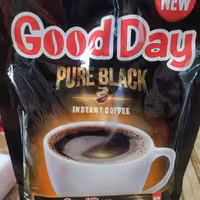 NEW
Good Day
PURE BLACK
INSTANT COFFEE